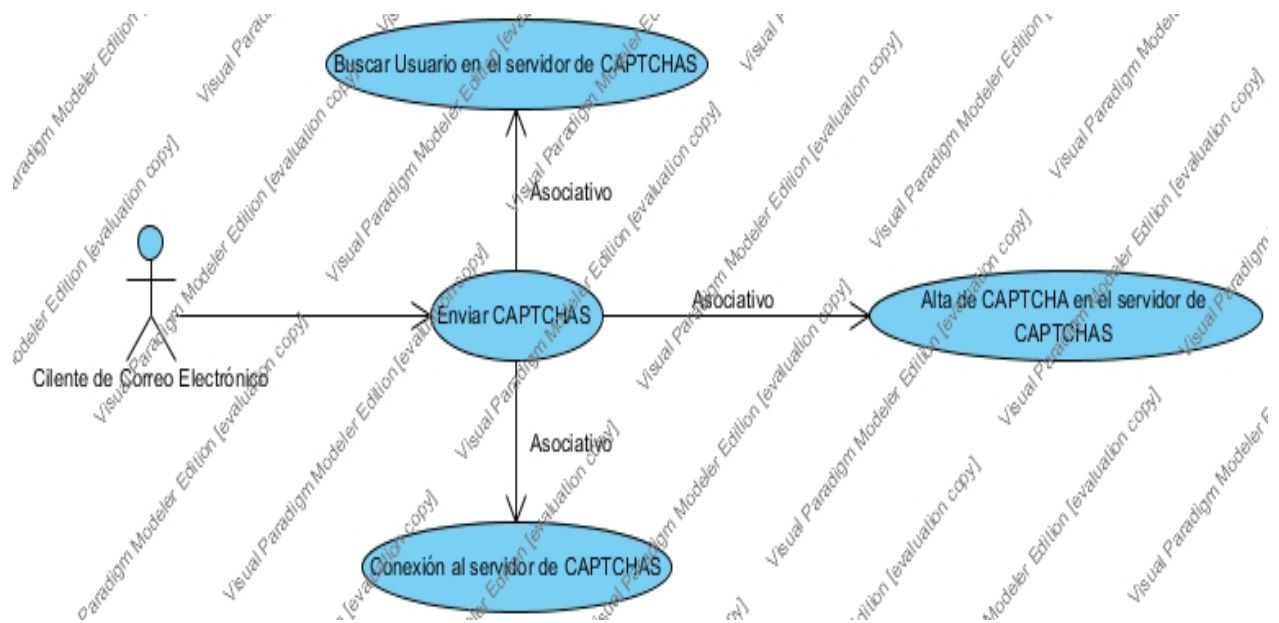 Buscar Usuario en el servidor de CAPTCHAS
Asociativo
Cilente de Correo Electrónico
Enviar CAPTCHAS
Asociativo
Alta de CAPTCHA en el servidor de
CAPTCHAS
Asociativo
Conexión al servidor de CAPTCHAS
Visual Paradigm Modeler Edition [evaluation copy]